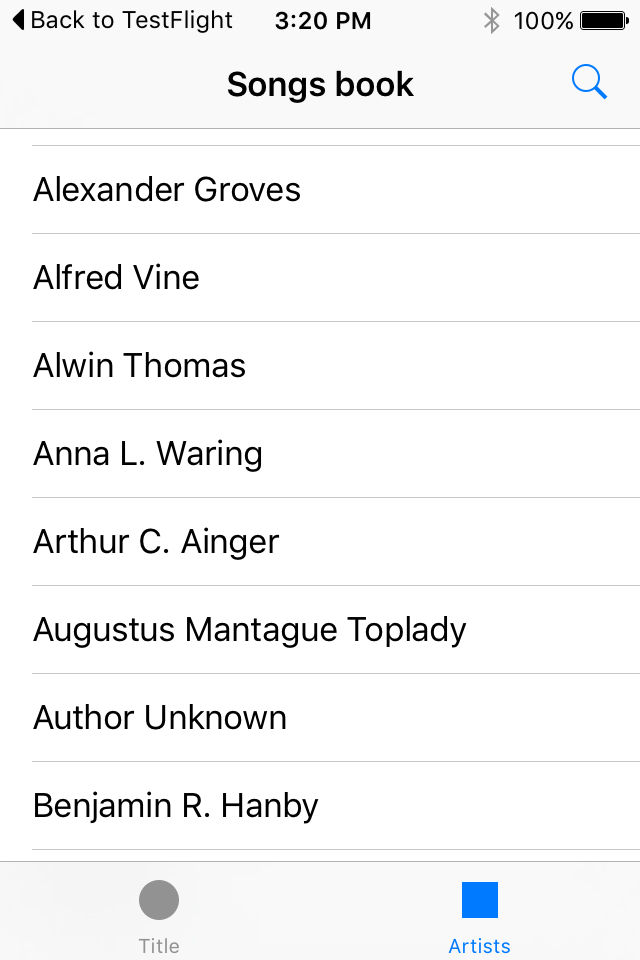 Back to TestFlight 3:20 PM 100%
Songs book
Alexander Groves
Alfred Vine
Alwin Thomas
Anna L. Waring
Arthur C. Ainger
Augustus Mantague Toplady
Author Unknown
Benjamin R. Hanby
Title Artists